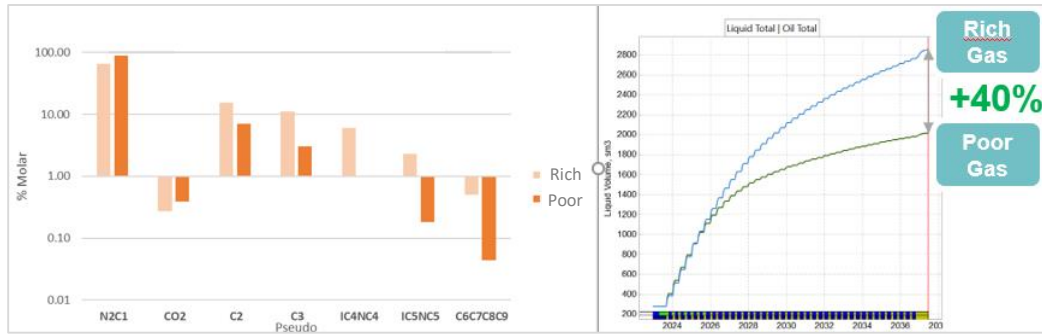 100.00
10.00
1.00
0.10
0.01
% Molar
N2C1 CO2 C2 C3 IC4NC4 IC5NC5 C6C7C8C9
Pseudo
Rich
Poor
Liquid Total | Oil Total
Liquid Volume, sm3
2800
2600
2400
2200
2000
1800
1600
1400
1200
1000
800
600
400
200
2024 2026 2028 2030 2032 2034 2036 203
Rich
Gas
+40%
Poor
Gas